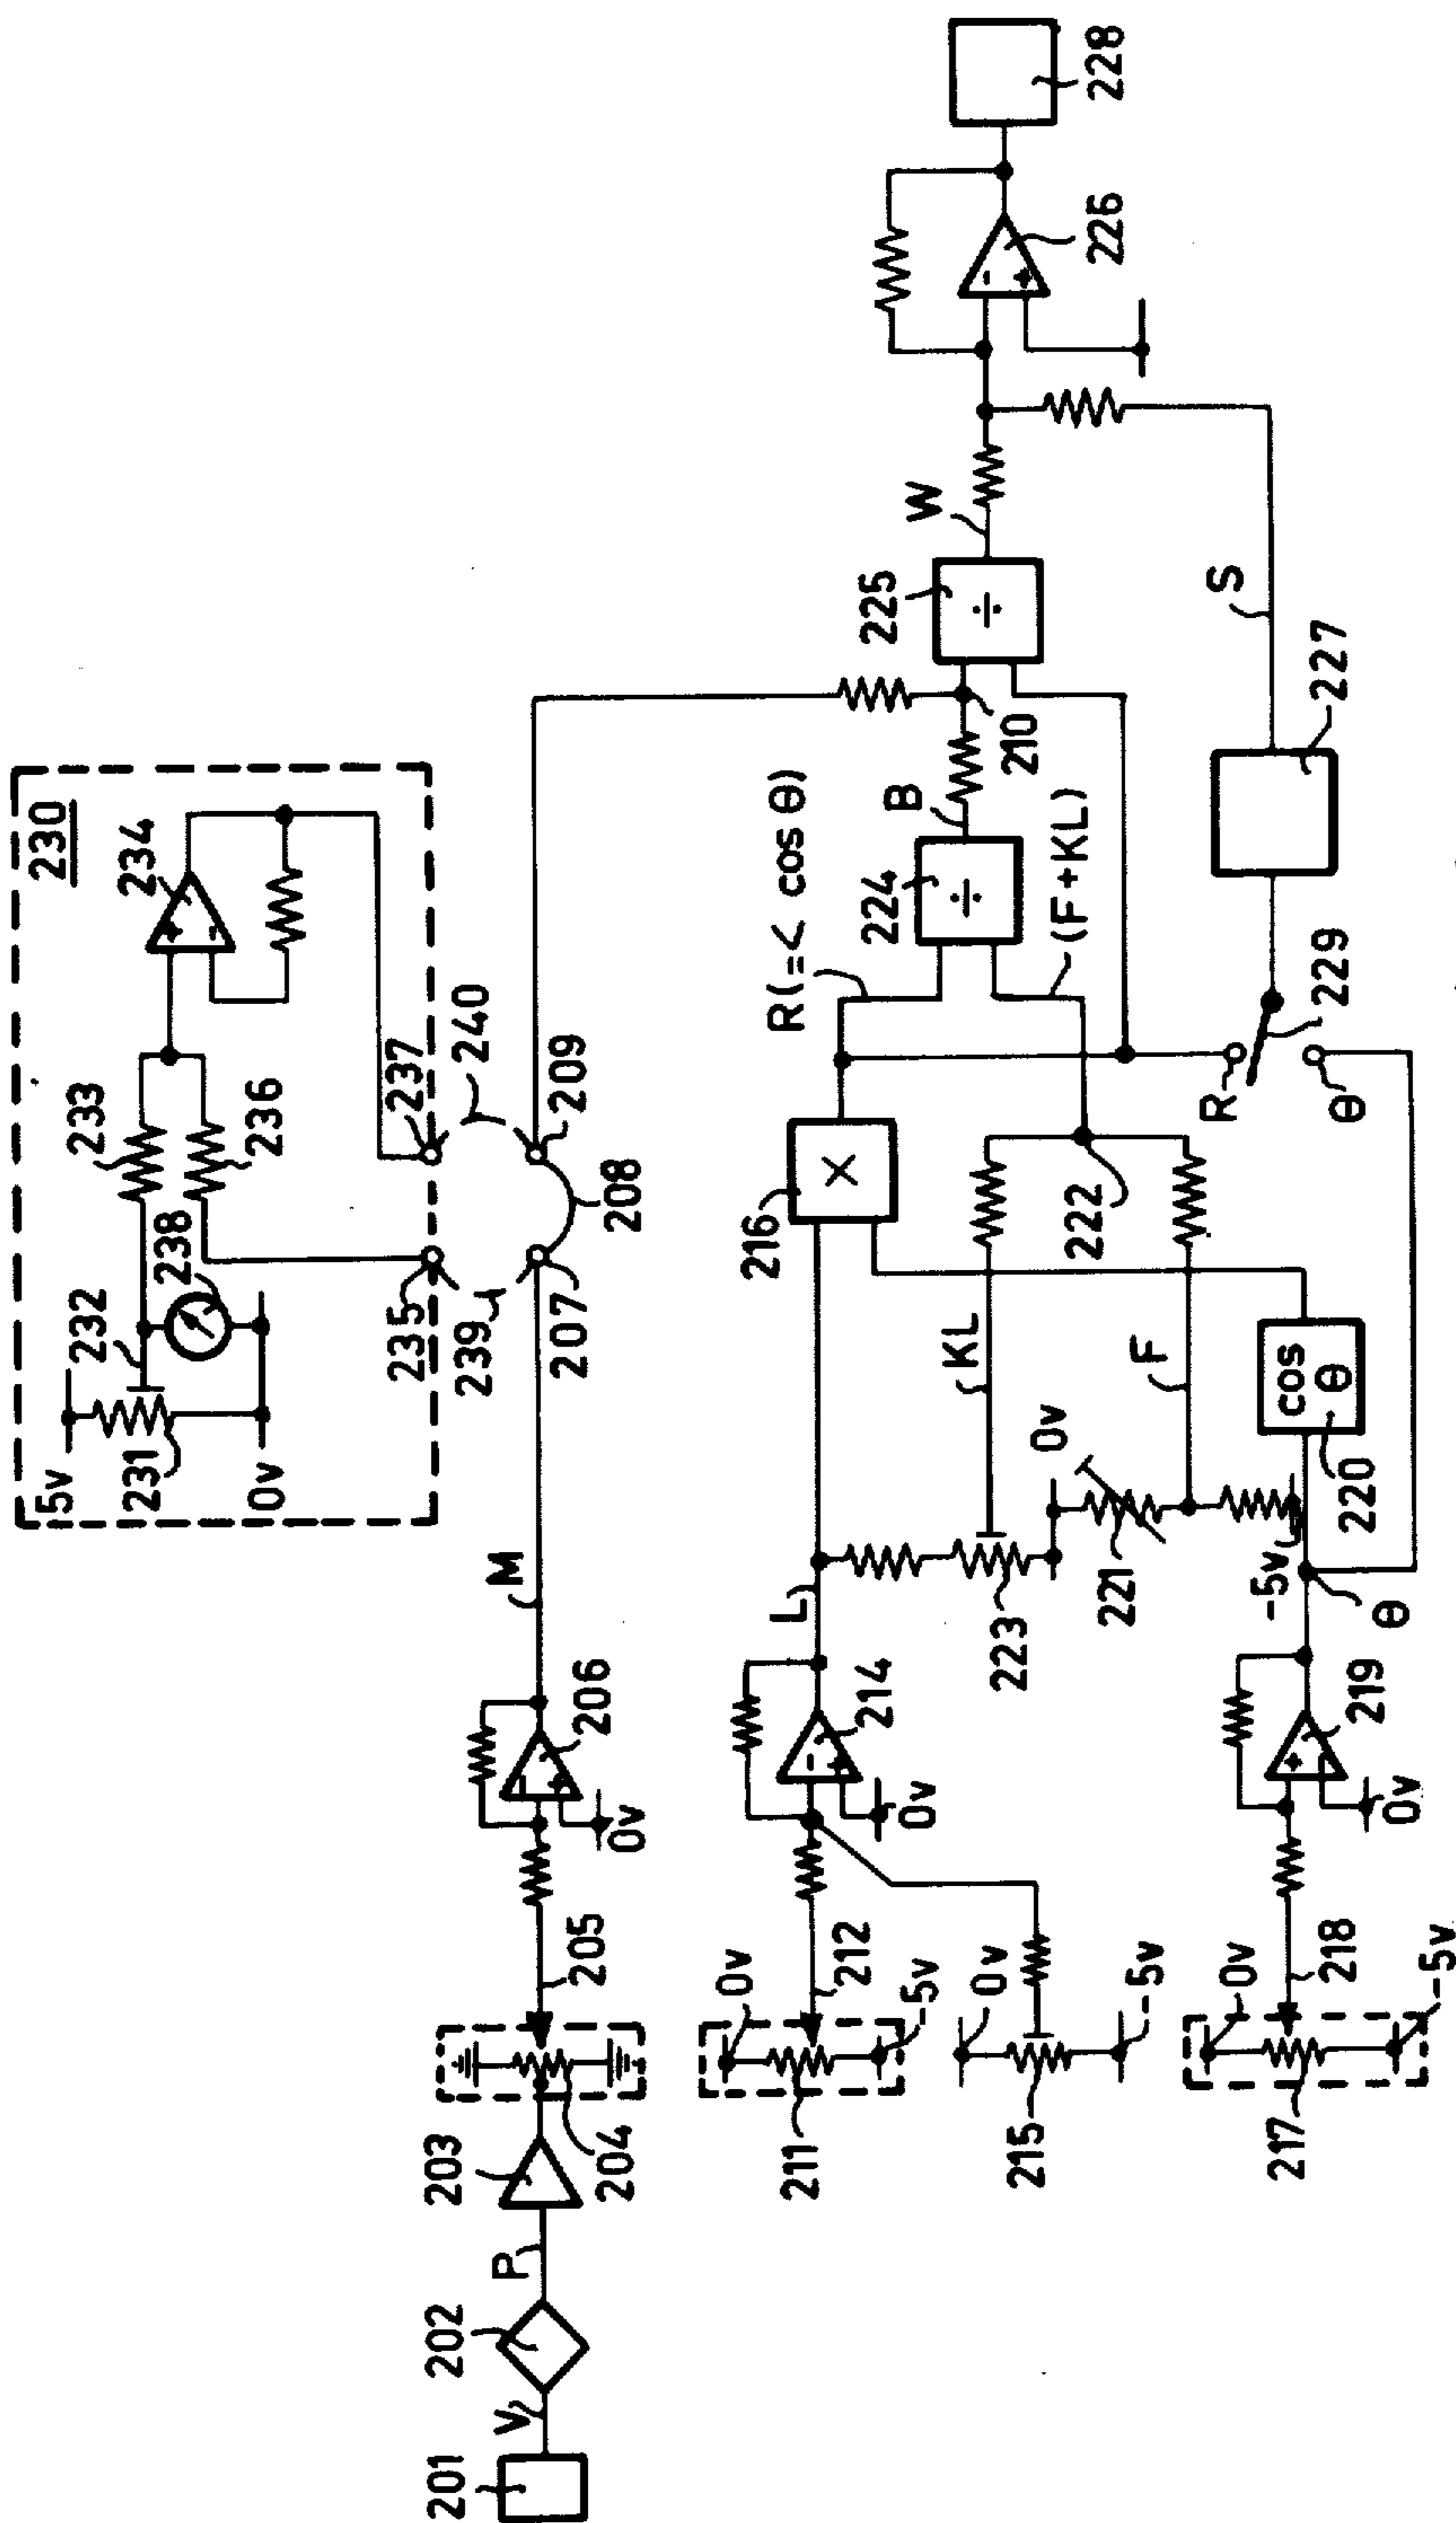 230
5v
231
232
233
234
238
236
0v
235
237
239
240
207
208
209
201
V
202
P
203
204
205
206
0v
M
211
0v
212
-5v
214
0v
L
215
0v
-5v
216
X
R(=< cos θ)
224
÷
B
(F+KL)
210
225
÷
W
226
-
+
228
KL
223
0v
221
-5v
F
222
217
0v
218
-5v
219
+
0v
θ
cos
θ
220
R
θ
229
227
S